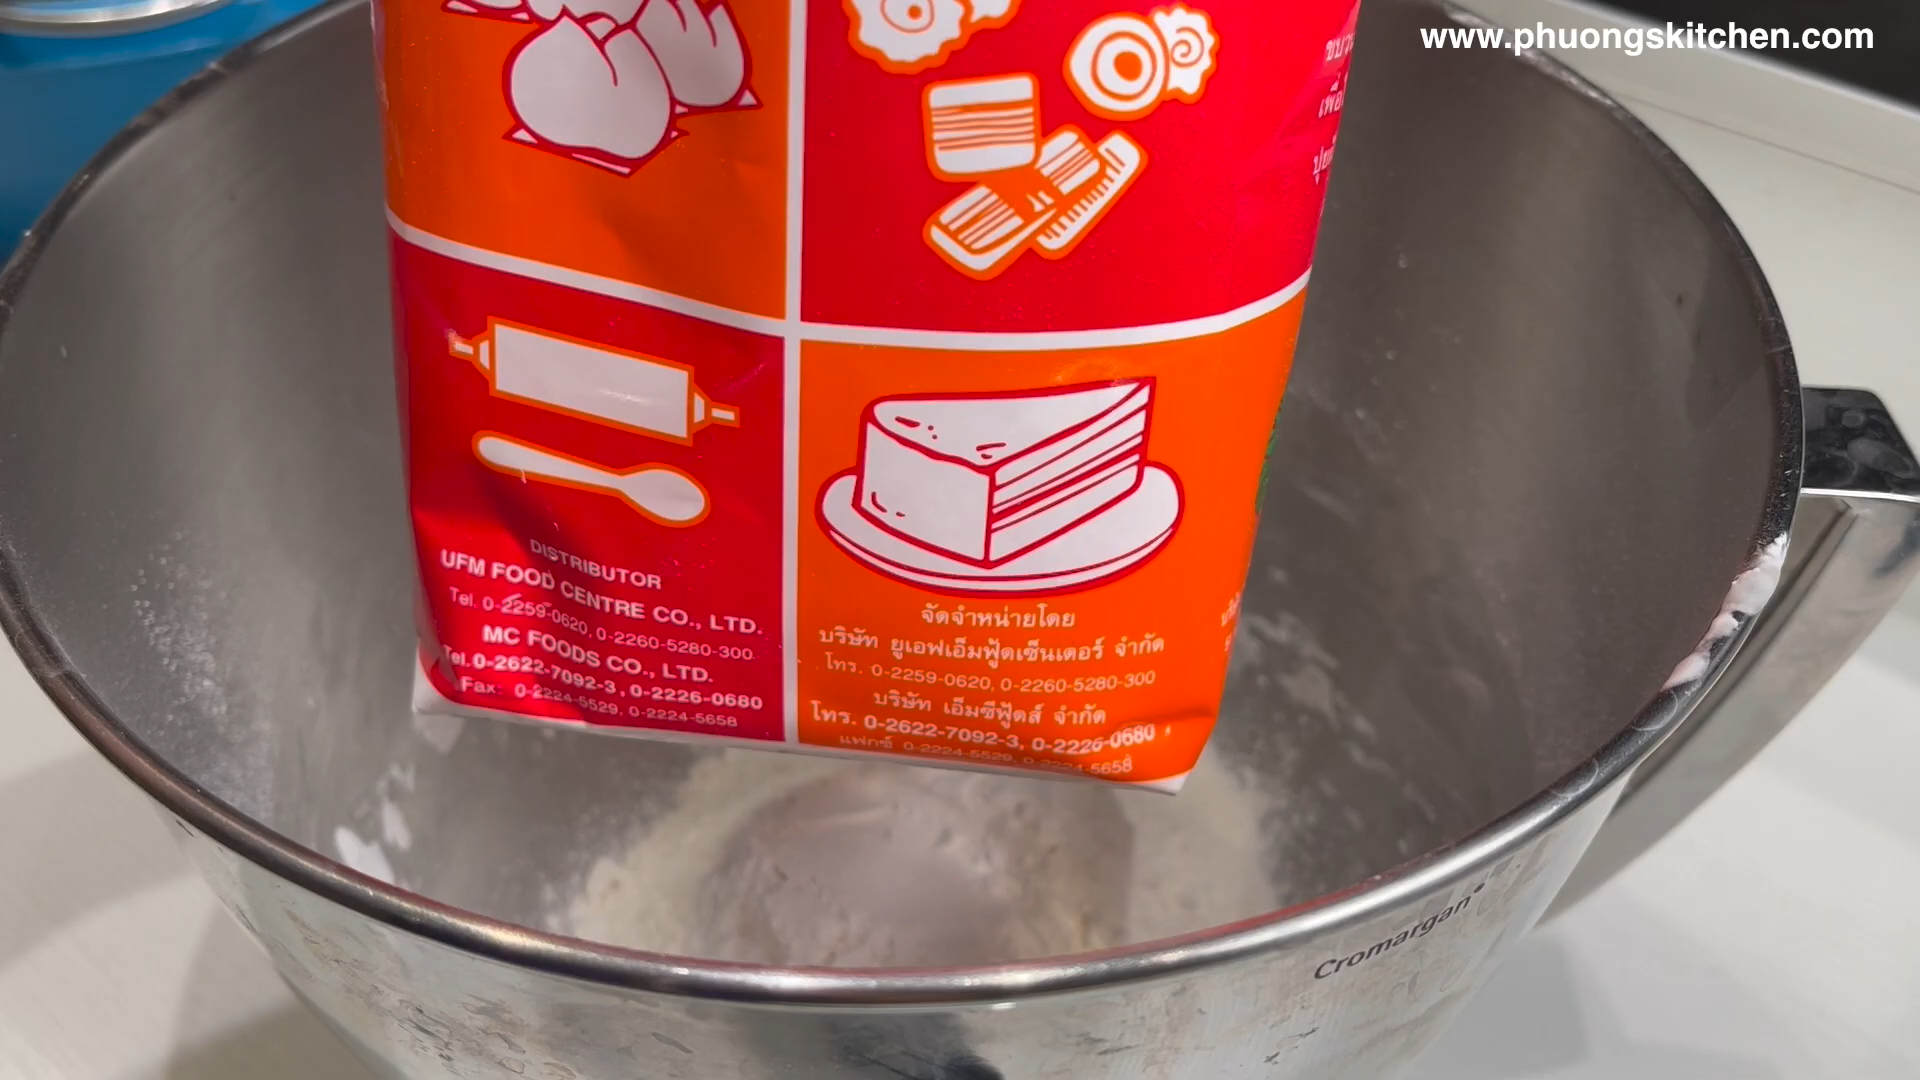 www.phuongskitchen.com
DISTRIBUTOR
UFM FOOD CENTRE CO., LTD.
Tel. 0-2259-0620, 0-2260-5280-300
MC FOODS CO., LTD.
Tel. 0-2622-7092-3, 0-2226-0680
Fax: 0-2224-5529, 0-2224-5658
จัดจำหน่ายโดย
บริษัท ยูเอฟเอ็มฟู้ดเซ็นเตอร์ จำกัด
โทร. 0-2259-0620, 0-2260-5280-300
บริษัท เอ็มซีฟู้ดส์ จำกัด
โทร. 0-2622-7092-3, 0-2226-0680
แฟกซ์ 0-2224-5529, 0-2224-5658
Cromargan